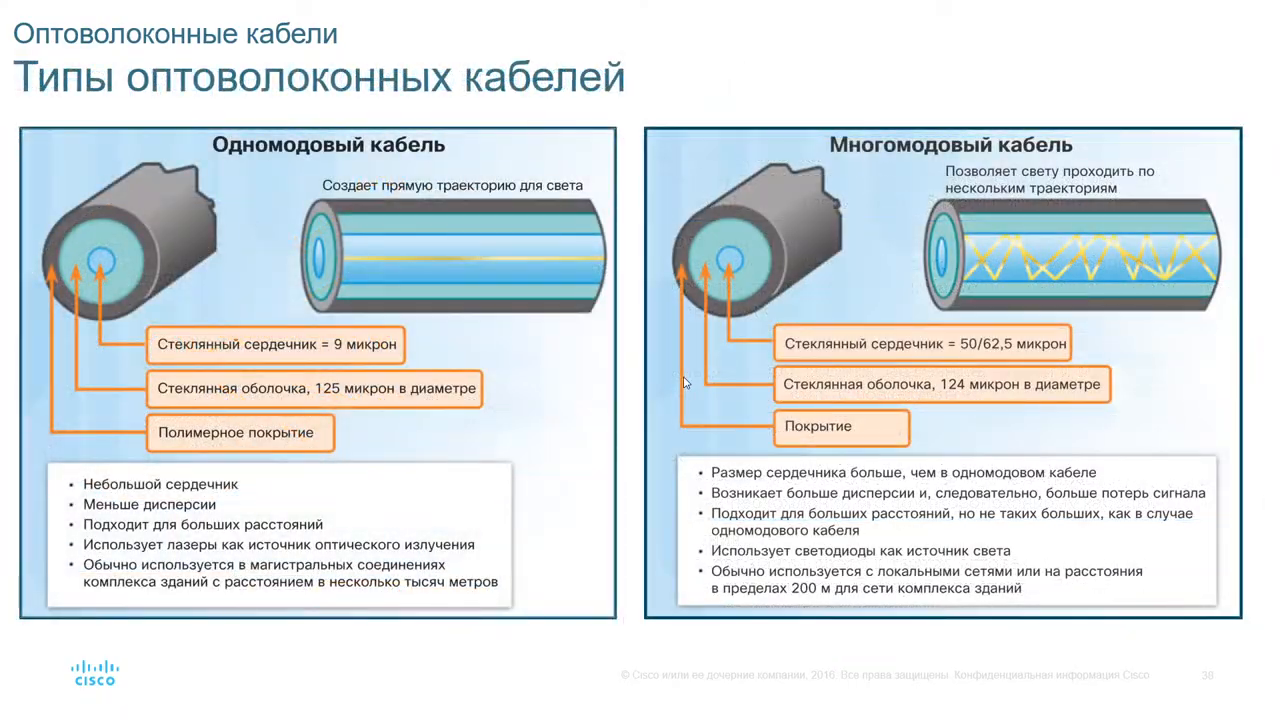 Оптоволоконные кабели
Типы оптоволоконных кабелей
Одномодовый кабель
Создает прямую траекторию для света
Стеклянный сердечник = 9 микрон
Стеклянная оболочка, 125 микрон в диаметре
Полимерное покрытие
• Небольшой сердечник
• Меньше дисперсии
• Подходит для больших расстояний
• Использует лазеры как источник оптического излучения
• Обычно используется в магистральных соединениях
комплекса зданий с расстоянием в несколько тысяч метров
Многомодовый кабель
Позволяет свету проходить по
нескольким траекториям
Стеклянный сердечник = 50/62,5 микрон
Стеклянная оболочка, 124 микрон в диаметре
Покрытие
• Размер сердечника больше, чем в одномодовом кабеле
• Возникает больше дисперсии и, следовательно, больше потерь сигнала
• Подходит для больших расстояний, но не таких больших, как в случае
одномодового кабеля
• Использует светодиоды как источник света
• Обычно используется с локальными сетями или на расстояния
в пределах 200 м для сети комплекса зданий
CISCO
© Cisco и/или ее дочерние компании, 2016. Все права защищены. Конфиденциальная информация Cisco
38